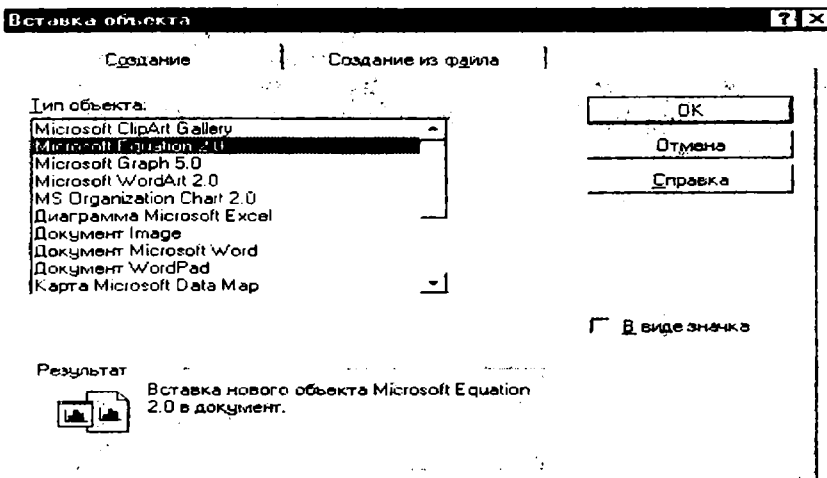 Вставка объекта
Создание
Создание из файла
Тип объекта:
Microsoft ClipArt Gallery
Microsoft Equation 2.0
Microsoft Graph 5.0
Microsoft WordArt 2.0
MS Organization Chart 2.0
Диаграмма Microsoft Excel
Документ Image
Документ Microsoft Word
Документ WordPad
Карта Microsoft Data Map
OK
Отмена
Справка
В виде значка
Результат
Вставка нового объекта Microsoft Equation
2.0 в документ.